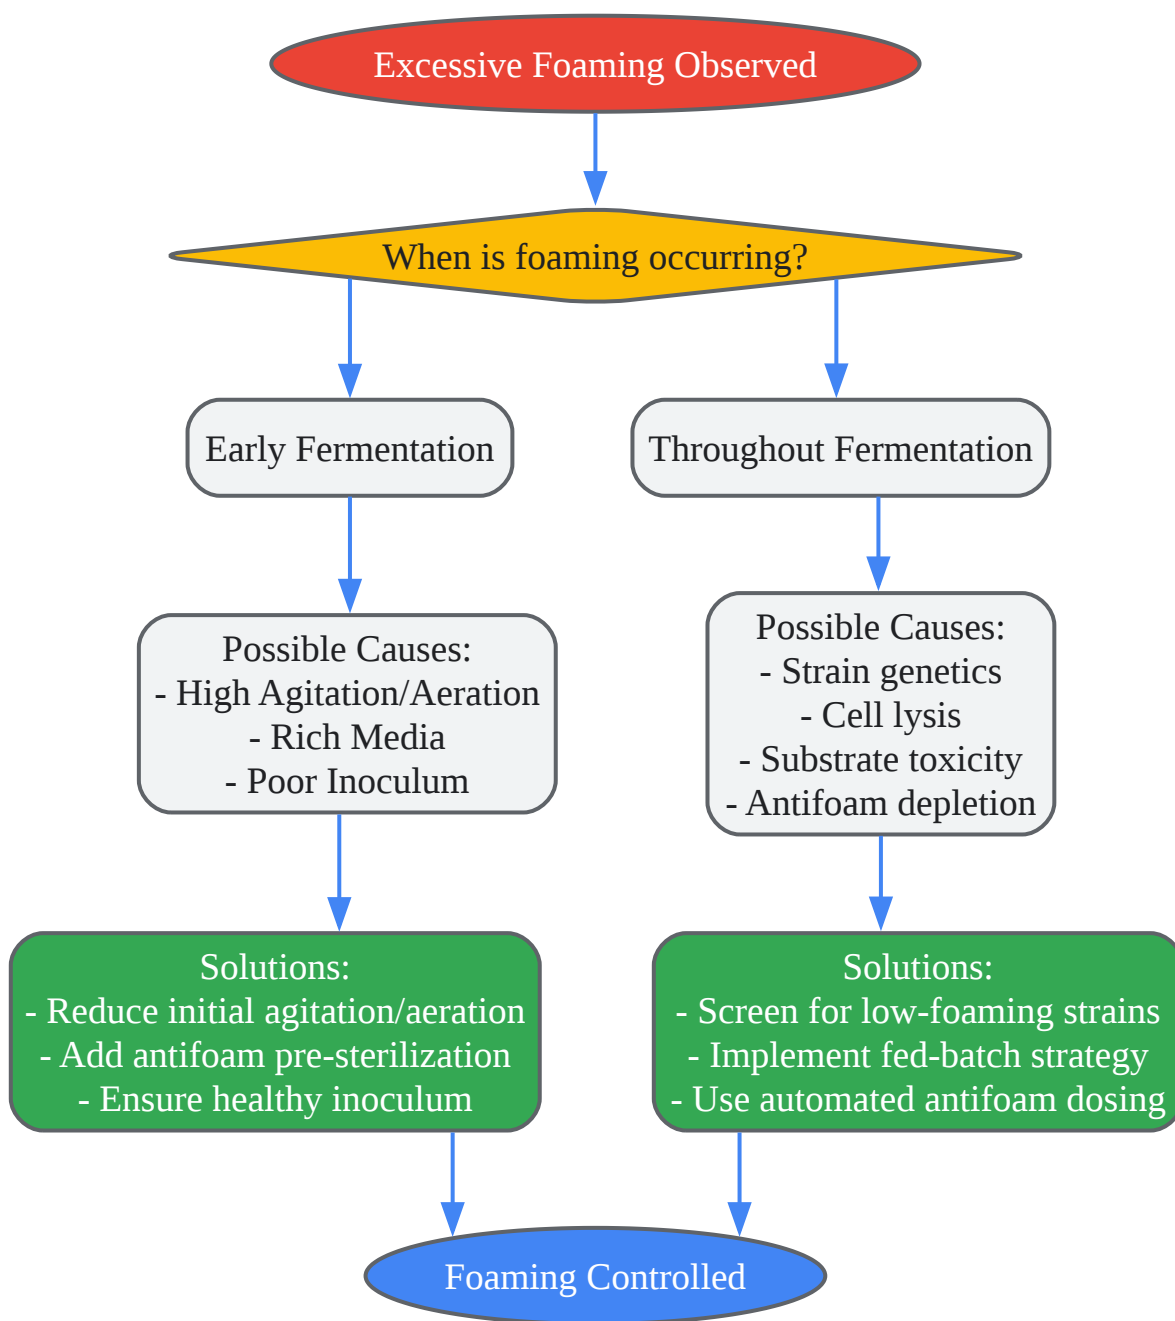 Excessive Foaming Observed
When is foaming occurring?
Early Fermentation
Throughout Fermentation
Possible Causes:
- High Agitation/Aeration
- Rich Media
- Poor Inoculum
Possible Causes:
- Strain genetics
- Cell lysis
- Substrate toxicity
- Antifoam depletion
Solutions:
- Reduce initial agitation/aeration
- Add antifoam pre-sterilization
- Ensure healthy inoculum
Solutions:
- Screen for low-foaming strains
- Implement fed-batch strategy
- Use automated antifoam dosing
Foaming Controlled